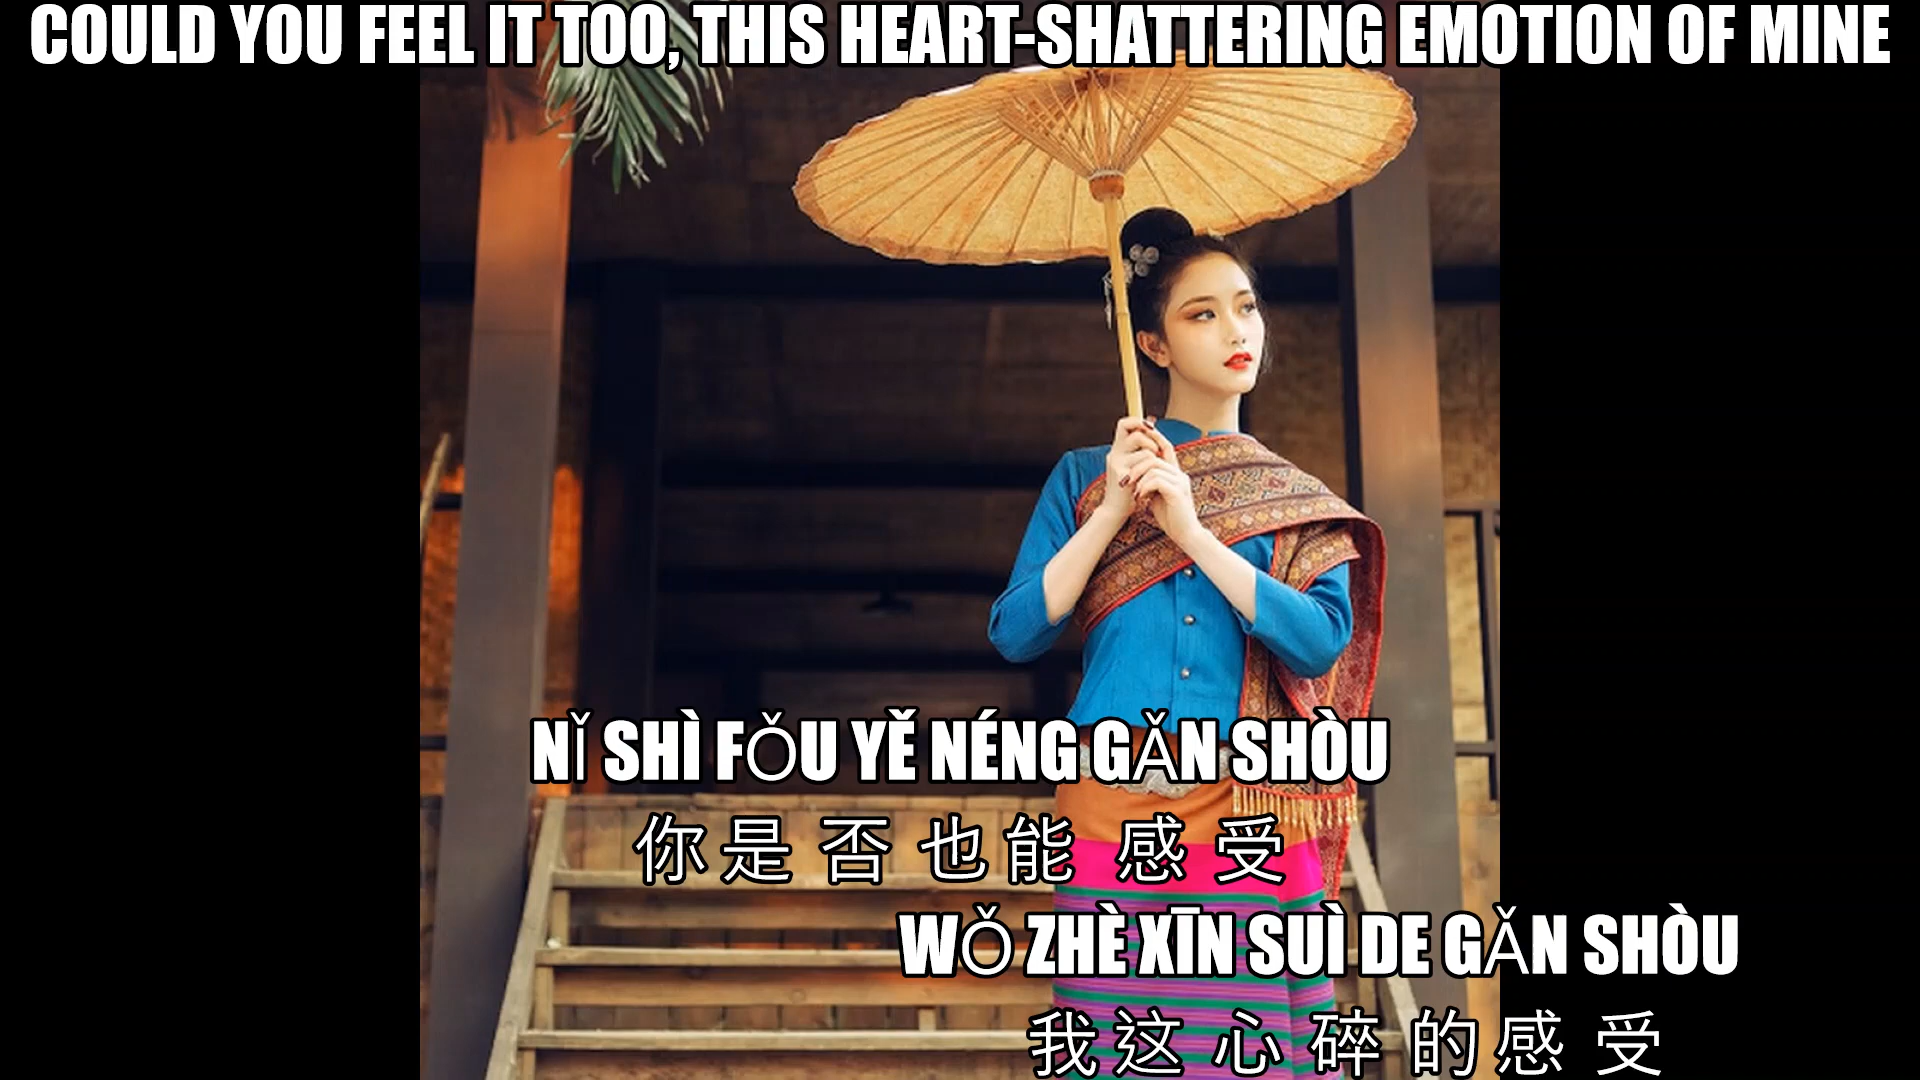 COULD YOU FEEL IT TOO, THIS HEART-SHATTERING EMOTION OF MINE
NǏ SHÌ FǑU YĚ NÉNG GǍN SHÒU
你是否也能感受
WǑ ZHÈ XĪN SUÌ DE GǍN SHÒU
我这心碎的感受